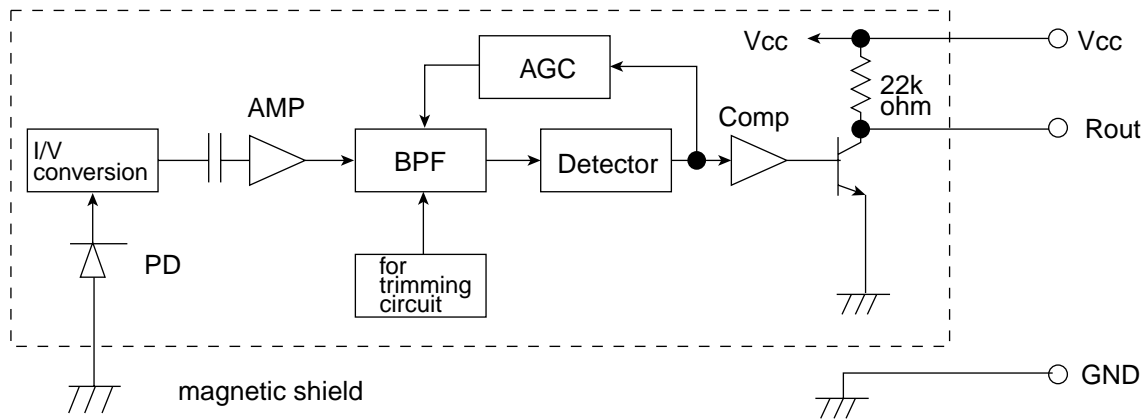 Vcc
Vcc
AGC
22k
ohm
AMP
Comp
Rout
I/V
conversion
BPF
Detector
PD
for
trimming
circuit
magnetic shield
GND